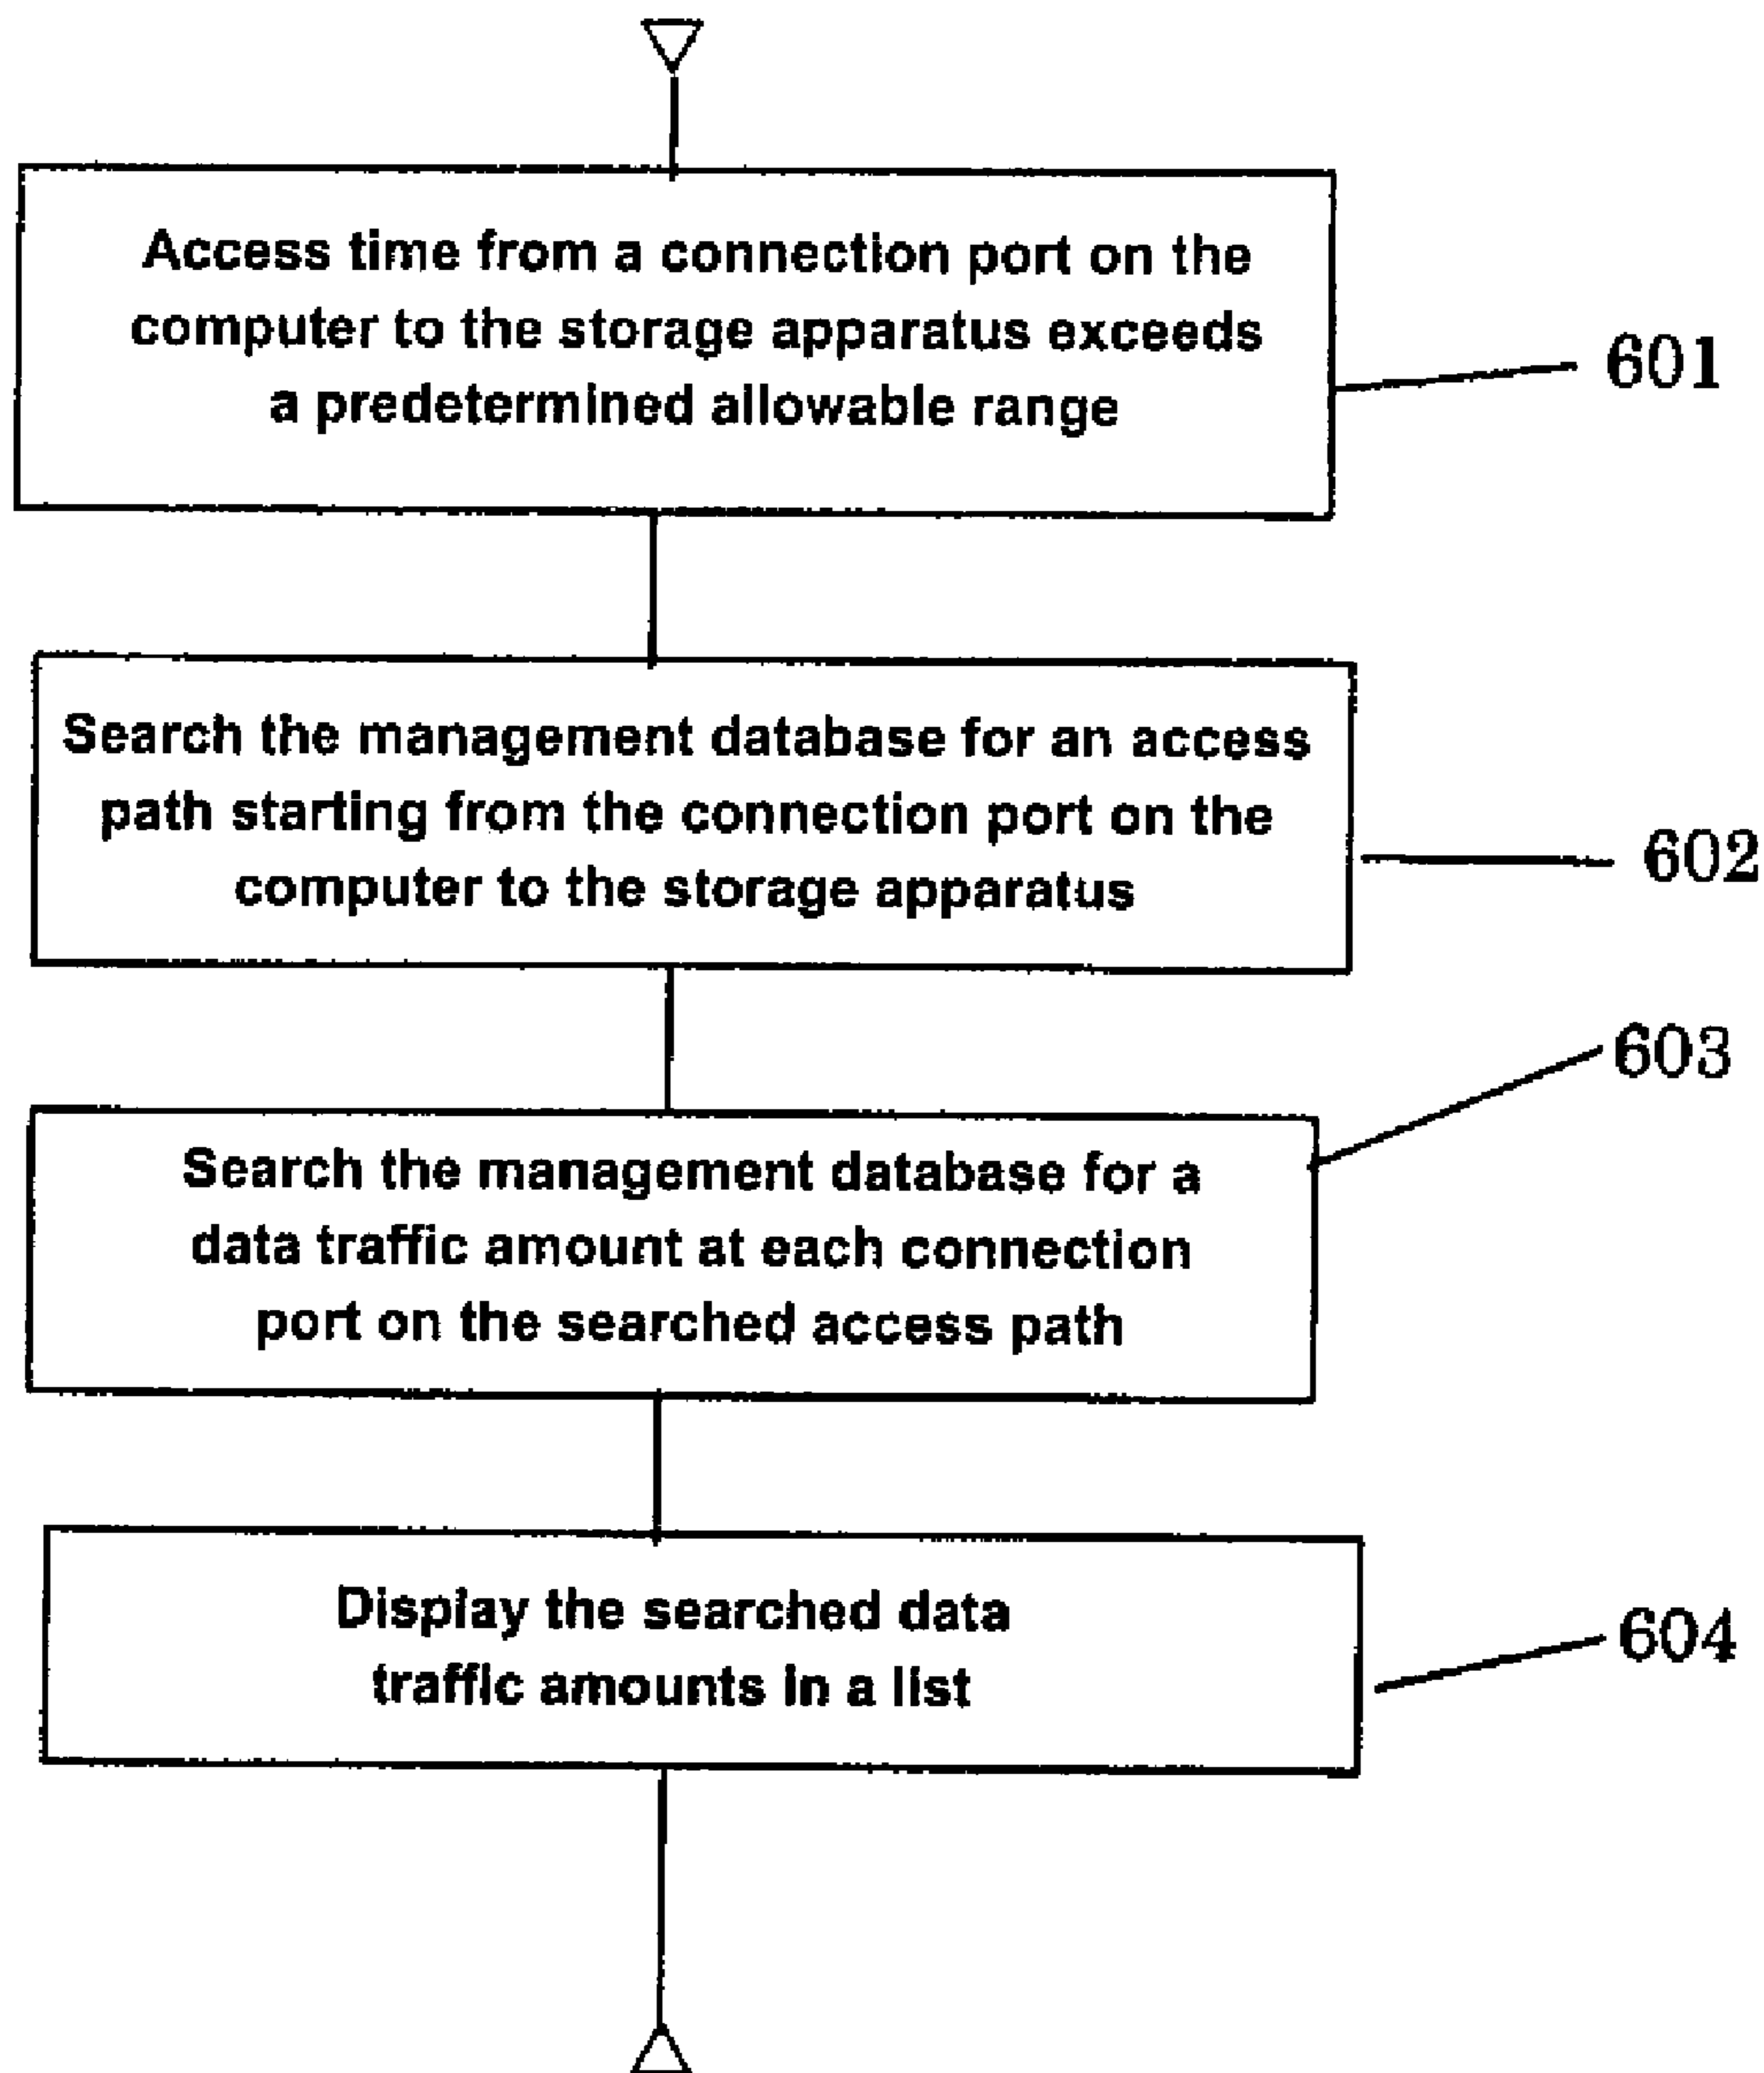 Access time from a connection port on the
computer to the storage apparatus exceeds
a predetermined allowable range
601
Search the management database for an access
path starting from the connection port on the
computer to the storage apparatus
602
603
Search the management database for a
data traffic amount at each connection
port on the searched access path
Display the searched data
traffic amounts in a list
604